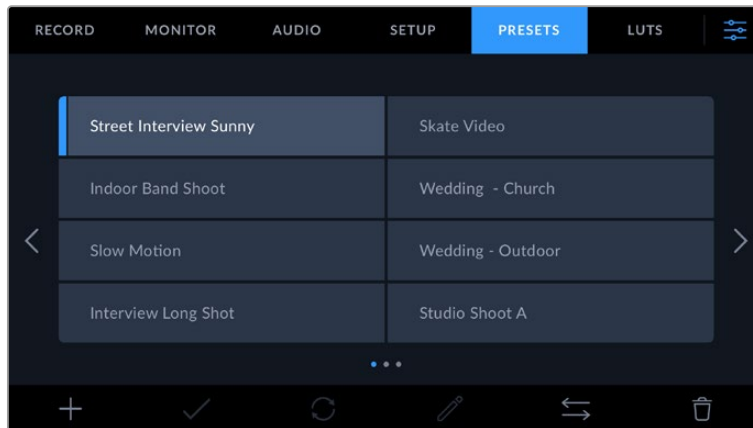 RECORD MONITOR AUDIO SETUP PRESETS LUTS
Street Interview Sunny Skate Video
Indoor Band Shoot Wedding - Church
Slow Motion Wedding - Outdoor
Interview Long Shot Studio Shoot A